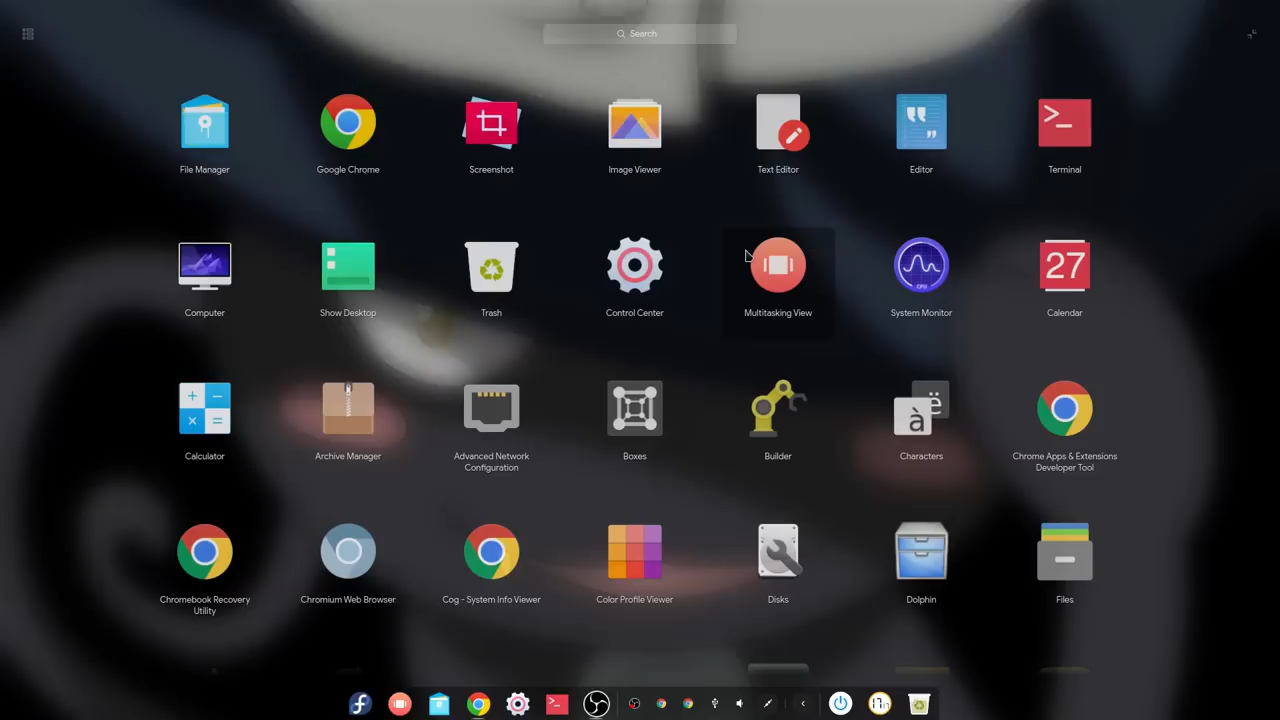 Search
File Manager
Google Chrome
Screenshot
Image Viewer
Text Editor
Editor
Terminal
Computer
Show Desktop
Trash
Control Center
Multitasking View
CPU
System Monitor
27
Calendar
Calculator
Archive Manager
Advanced Network
Configuration
Boxes
Builder
à ë
Characters
Chrome Apps & Extensions
Developer Tool
Chromebook Recovery
Utility
Chromium Web Browser
Cog - System Info Viewer
Color Profile Viewer
Disks
Dolphin
Files